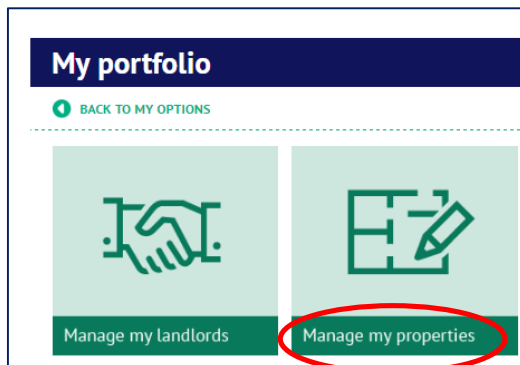 My portfolio
BACK TO MY OPTIONS
Manage my landlords
Manage my properties